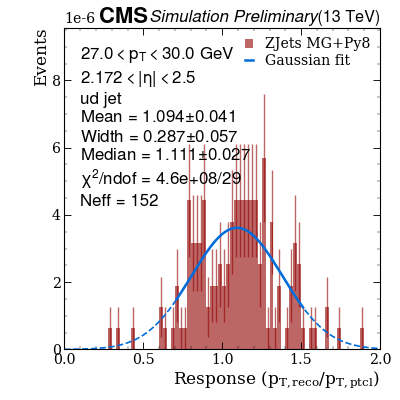 1e-6 CMS Simulation Preliminary (13 TeV)
Events
27.0 < p_T < 30.0 GeV
2.172 < |η| < 2.5
ud jet
Mean = 1.094±0.041
Width = 0.287±0.057
Median = 1.111±0.027
χ²/ndof = 4.6e+08/29
Neff = 152
ZJets MG+Py8
Gaussian fit
8
6
4
2
0
0.0 0.5 1.0 1.5 2.0
Response (p_T,reco/p_T,ptcl)